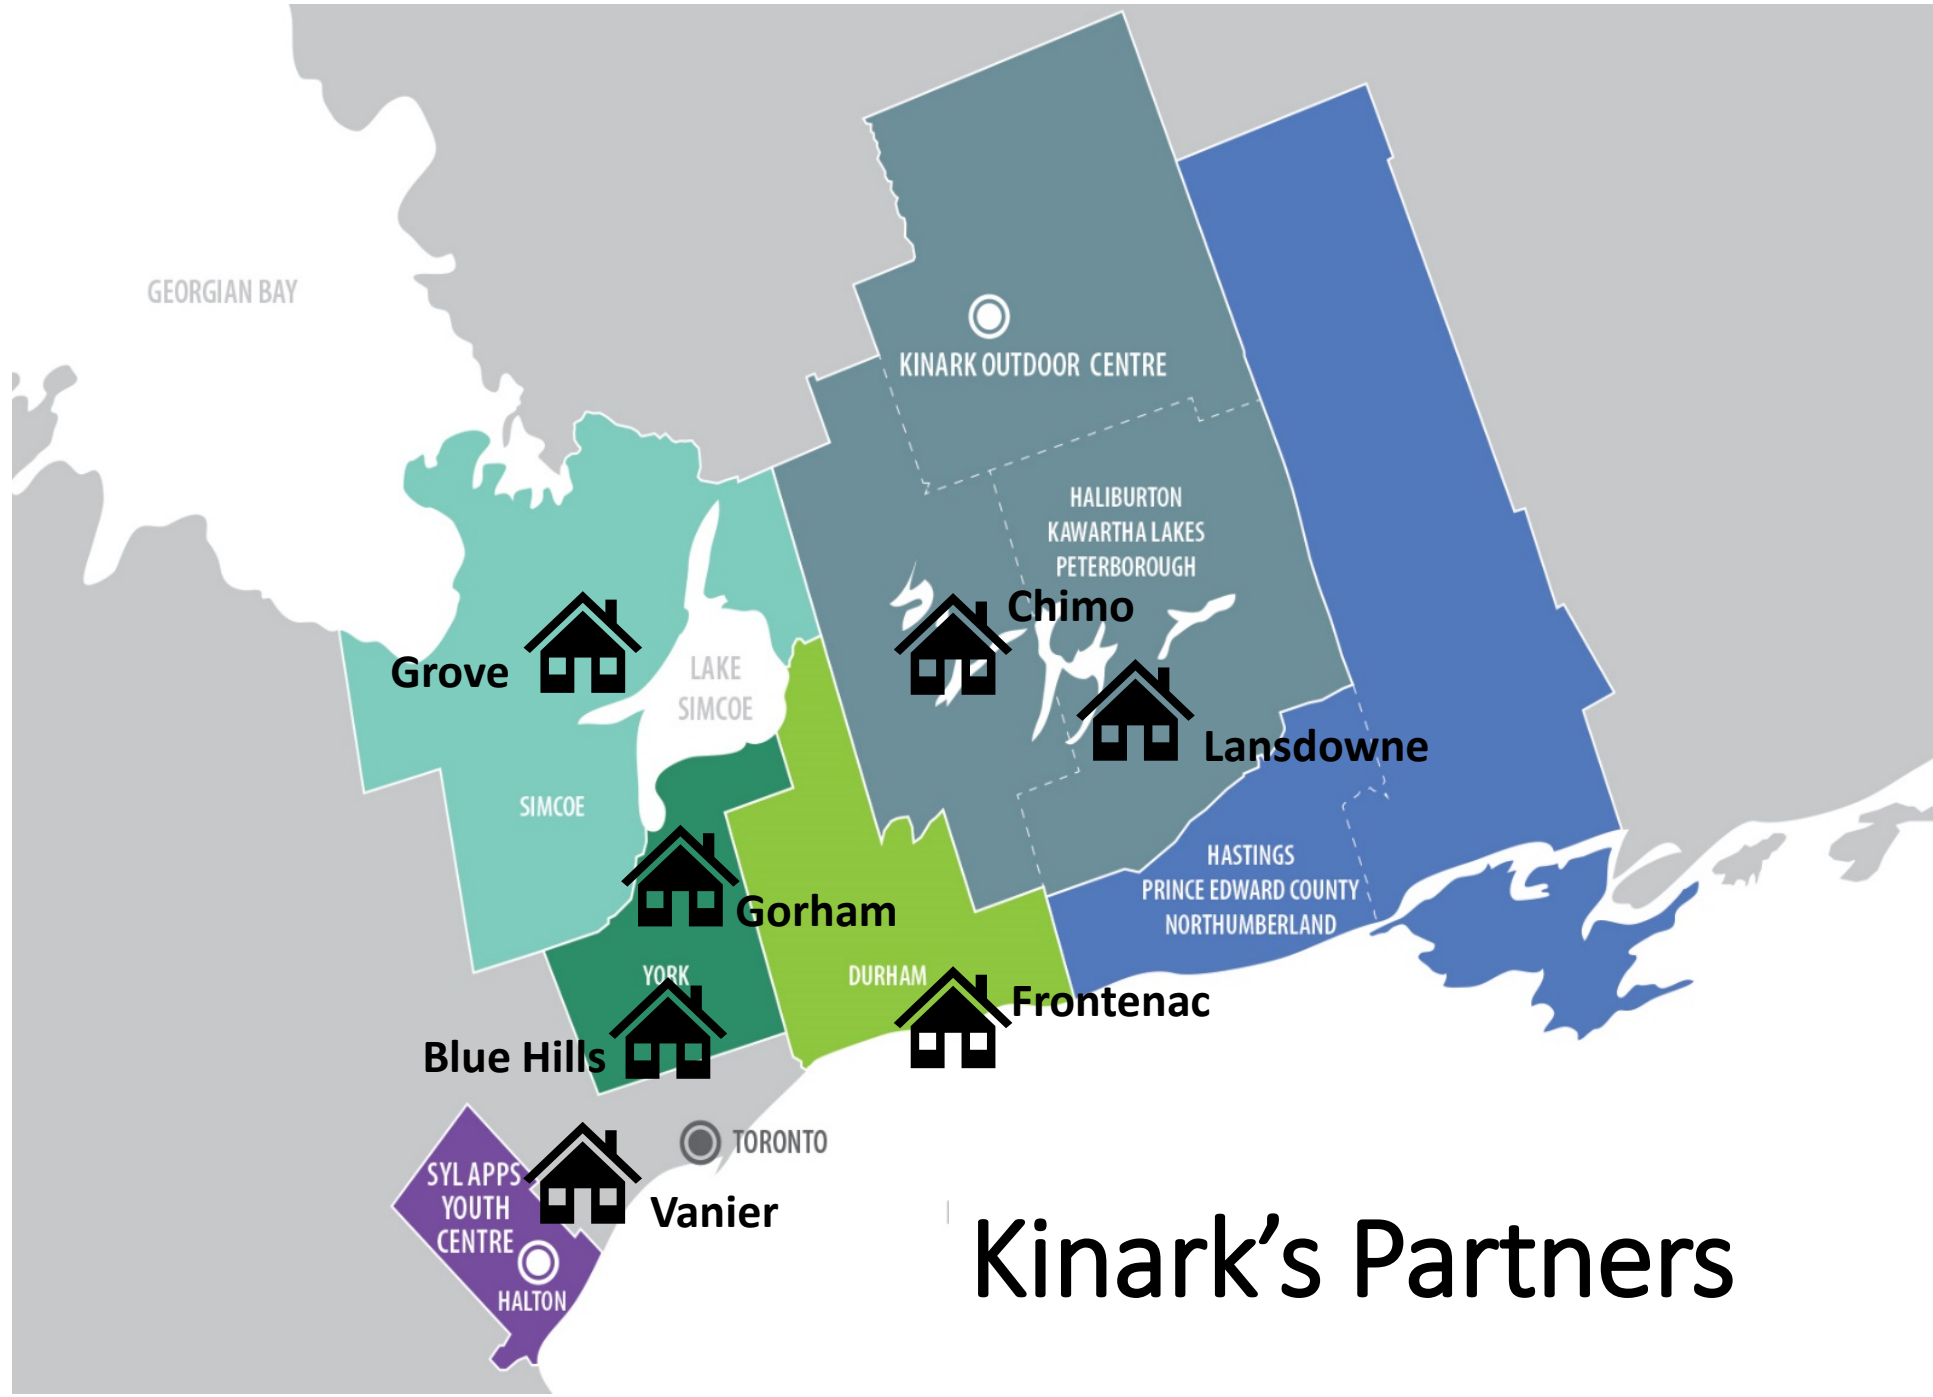 GEORGIAN BAY
KINARK OUTDOOR CENTRE
HALIBURTON
KAWARTHA LAKES
PETERBOROUGH
Chimo
Grove
LAKE
SIMCOE
Lansdowne
SIMCOE
HASTINGS
PRINCE EDWARD COUNTY
NORTHUMBERLAND
Gorham
YORK
DURHAM
Frontenac
Blue Hills
TORONTO
SYL APPS
YOUTH
CENTRE
Vanier
HALTON
Kinark's Partners